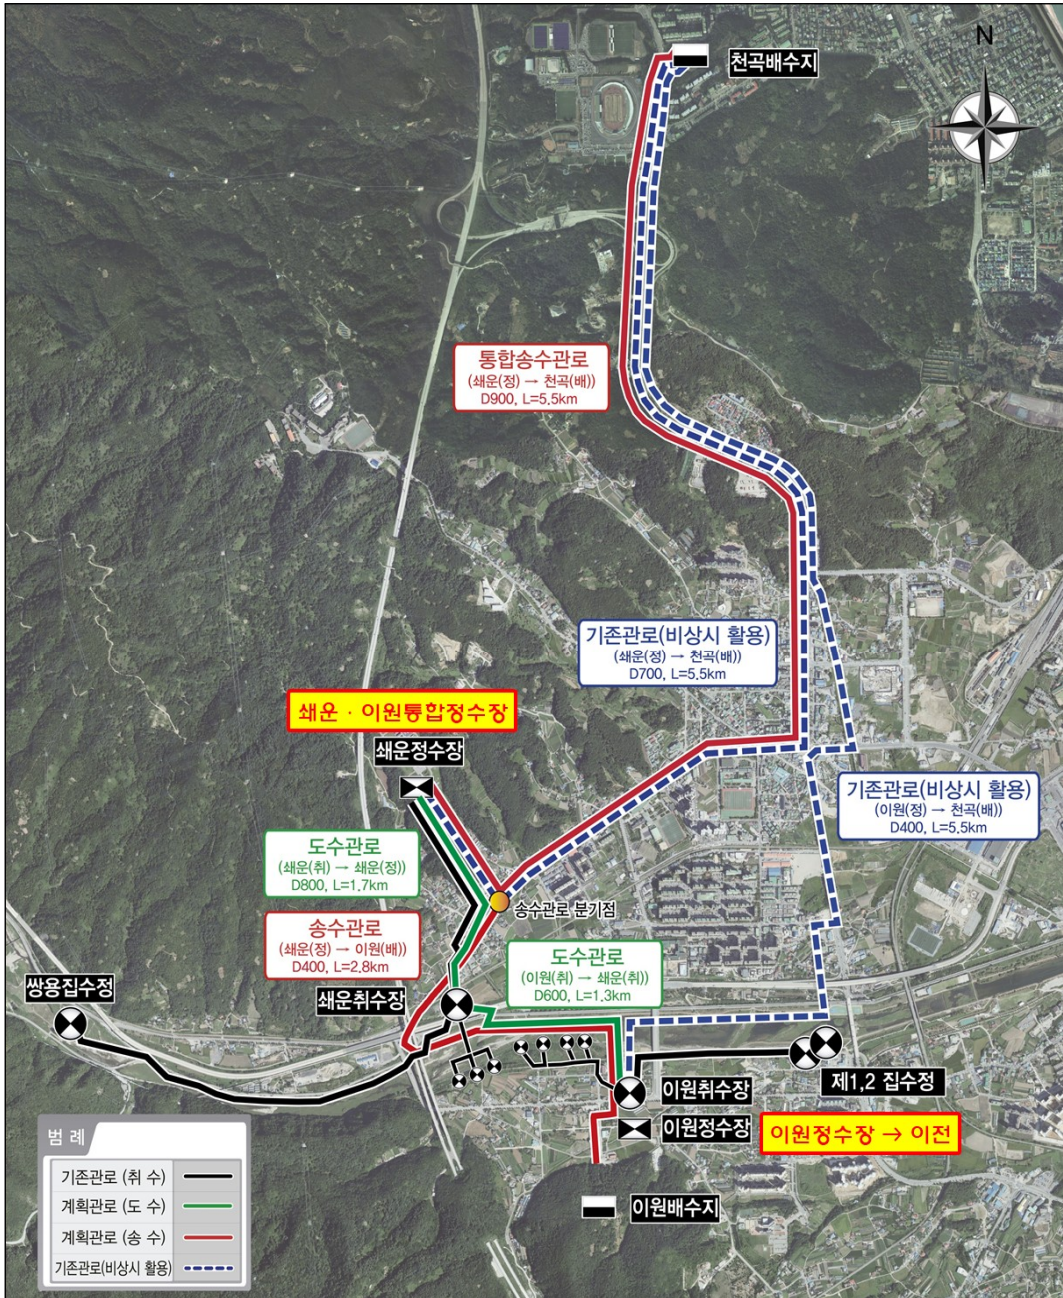 N
천곡배수지
통합송수관로
(쇄운(정) → 천곡(배))
D900, L=5.5km
기존관로(비상시 활용)
(쇄운(정) → 천곡(배))
D700, L=5.5km
쇄운 · 이원통합정수장
쇄운정수장
기존관로(비상시 활용)
(이원(정) → 천곡(배))
D400, L=5.5km
도수관로
(쇄운(취) → 쇄운(정))
D800, L=1.7km
송수관로 분기점
송수관로
(쇄운(정) → 이원(배))
D400, L=2.8km
도수관로
(이원(취) → 쇄운(취))
D600, L=1.3km
쌍용집수정
쇄운취수장
제1,2 집수정
이원취수장
이원정수장
이원정수장 → 이전
이원배수지
범 례
기존관로 (취 수)
계획관로 (도 수)
계획관로 (송 수)
기존관로(비상시 활용)